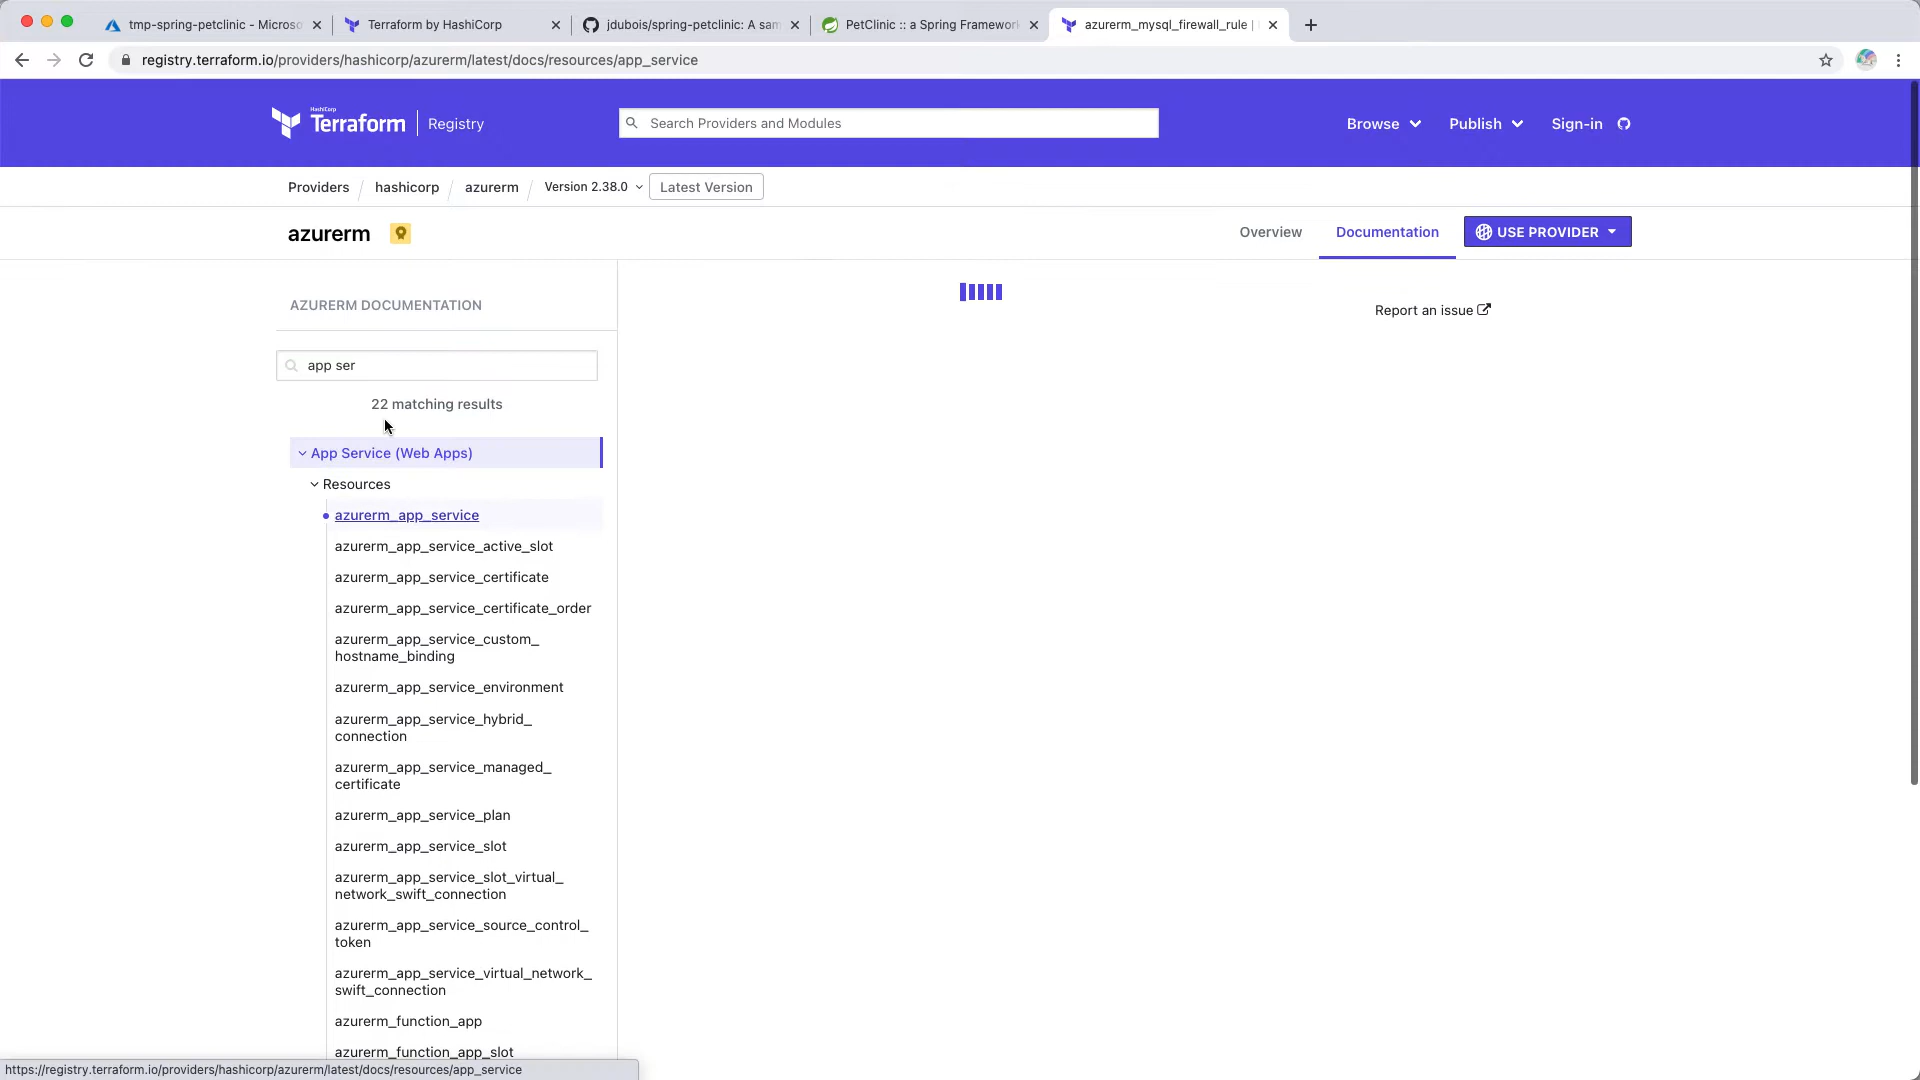 tmp-spring-petclinic - Microso
Terraform by HashiCorp
jdubois/spring-petclinic: A sam
PetClinic :: a Spring Framework
azurerm_mysql_firewall_rule |
registry.terraform.io/providers/hashicorp/azurerm/latest/docs/resources/app_service
HashiCorp
Terraform
Registry
Search Providers and Modules
Browse
Publish
Sign-in
Providers
hashicorp
azurerm
Version 2.38.0
Latest Version
azurerm
Overview
Documentation
USE PROVIDER
AZURERM DOCUMENTATION
Report an issue
app ser
22 matching results
App Service (Web Apps)
Resources
azurerm_app_service
azurerm_app_service_active_slot
azurerm_app_service_certificate
azurerm_app_service_certificate_order
azurerm_app_service_custom_
hostname_binding
azurerm_app_service_environment
azurerm_app_service_hybrid_
connection
azurerm_app_service_managed_
certificate
azurerm_app_service_plan
azurerm_app_service_slot
azurerm_app_service_slot_virtual_
network_swift_connection
azurerm_app_service_source_control_
token
azurerm_app_service_virtual_network_
swift_connection
azurerm_function_app
azurerm_function_app_slot
https://registry.terraform.io/providers/hashicorp/azurerm/latest/docs/resources/app_service